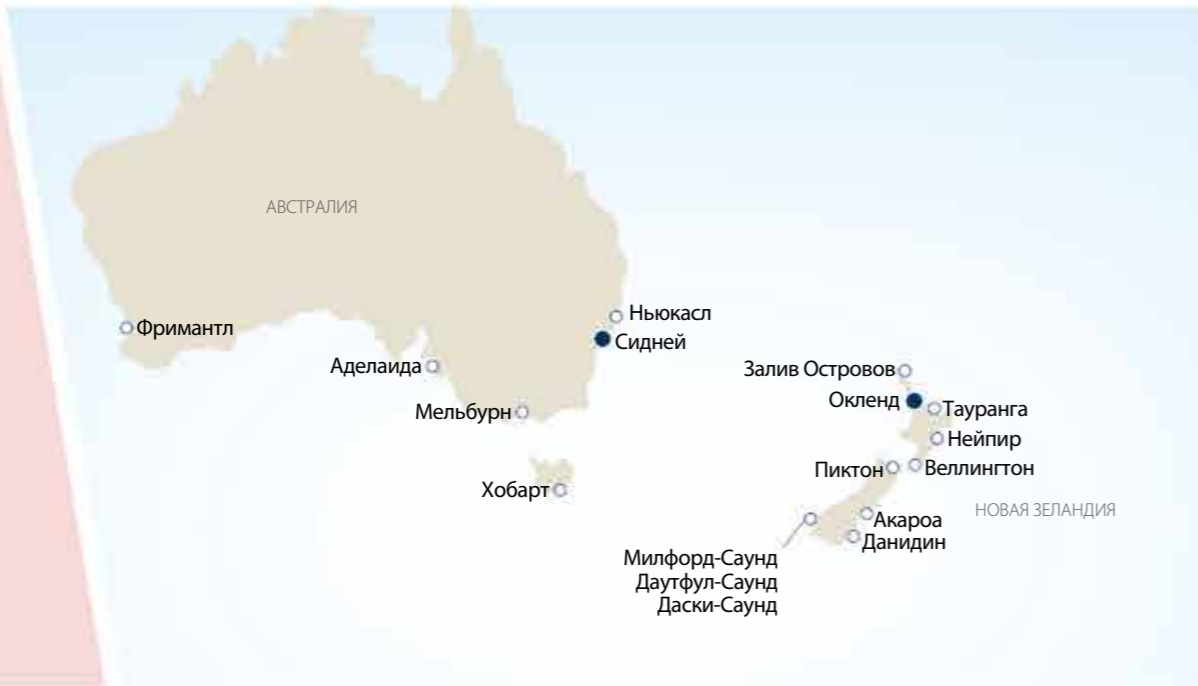 АВСТРАЛИЯ
Ньюкасл
Фримантл
Сидней
Аделаида
Залив Островов
Окленд
Тауранга
Мельбурн
Нейпир
Пиктон
Веллингтон
Хобарт
НОВАЯ ЗЕЛАНДИЯ
Акароа
Данидин
Милфорд-Саунд
Даутфул-Саунд
Даски-Саунд